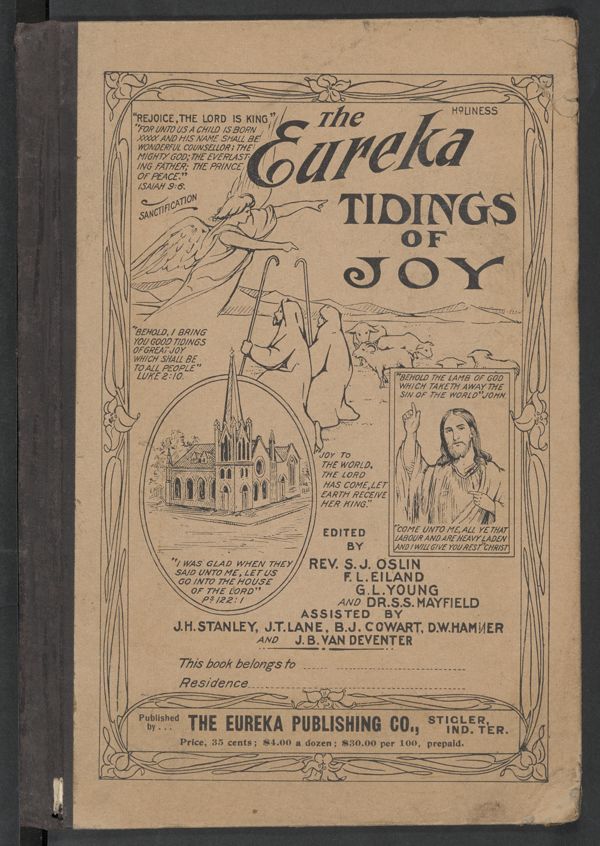 "REJOICE, THE LORD IS KING"
"FOR UNTO US A CHILD IS BORN
XXXX AND HIS NAME SHALL BE
WONDERFUL COUNSELLOR; THE
MIGHTY GOD; THE EVERLAST-
ING FATHER; THE PRINCE
OF PEACE."
ISAIAH 9:6.
SANCTIFICATION
HOLINESS
The
Eureka
TIDINGS
OF
JOY
"BEHOLD, I BRING
YOU GOOD TIDINGS
OF GREAT JOY
WHICH SHALL BE
TO ALL PEOPLE"
LUKE 2:10.
"BEHOLD THE LAMB OF GOD
WHICH TAKETH AWAY THE
SIN OF THE WORLD" JOHN
JOY TO
THE WORLD,
THE LORD
HAS COME, LET
EARTH RECEIVE
HER KING."
"COME UNTO ME, ALL YE THAT
LABOUR AND ARE HEAVY LADEN
AND I WILL GIVE YOU REST" CHRIST
"I WAS GLAD WHEN THEY
SAID UNTO ME, LET US
GO INTO THE HOUSE
OF THE LORD"
PS 122:1
EDITED
BY
REV. S. J. OSLIN
F. L. EILAND
G. L. YOUNG
AND DR. S. S. MAYFIELD
ASSISTED BY
J. H. STANLEY, J. T. LANE, B. J. COWART, D. W. HAMNER
AND J. B. VAN DEVENTER
This book belongs to
Residence
Published
by . . .
THE EUREKA PUBLISHING CO., STIGLER,
IND. TER.
Price, 35 cents; $4.00 a dozen; $30.00 per 100, prepaid.